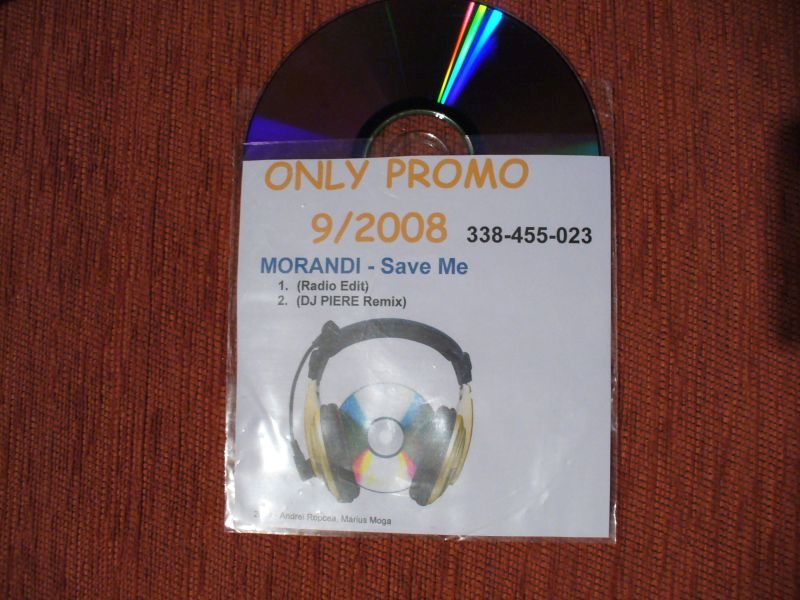 ONLY PROMO
9/2008 338-455-023
MORANDI - Save Me
1. (Radio Edit)
2. (DJ PIERE Remix)
Andrei Ropcea, Marius Moga